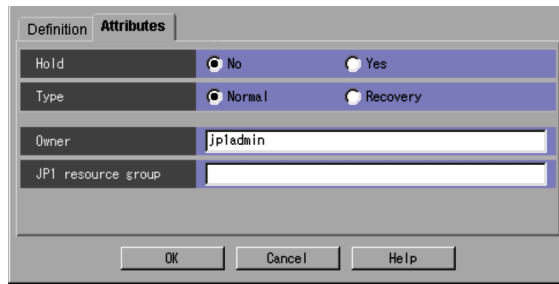 Definition Attributes
Hold No Yes
Type Normal Recovery
Owner jp1admin
JP1 resource group
OK Cancel Help